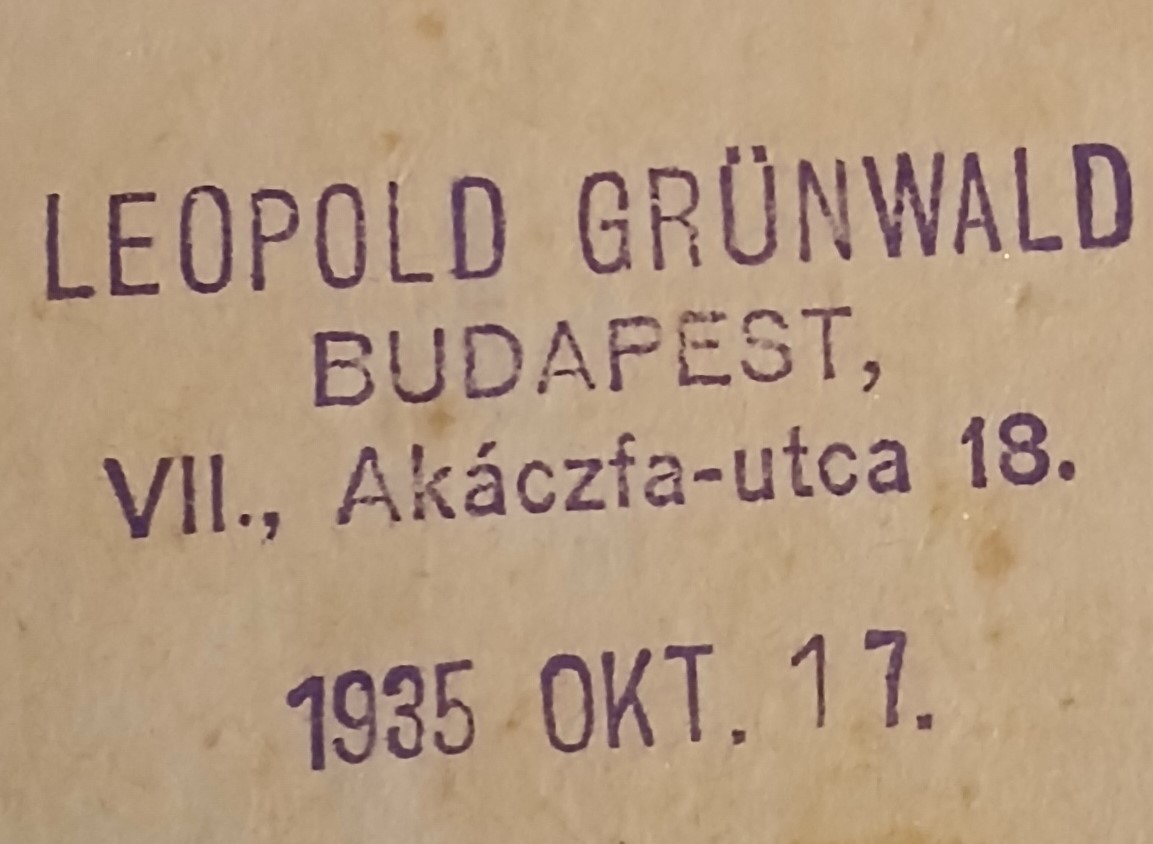 LEOPOLD GRÜNWALD
BUDAPEST,
VII., Akáczfa-utca 18.
1935 OKT. 17.